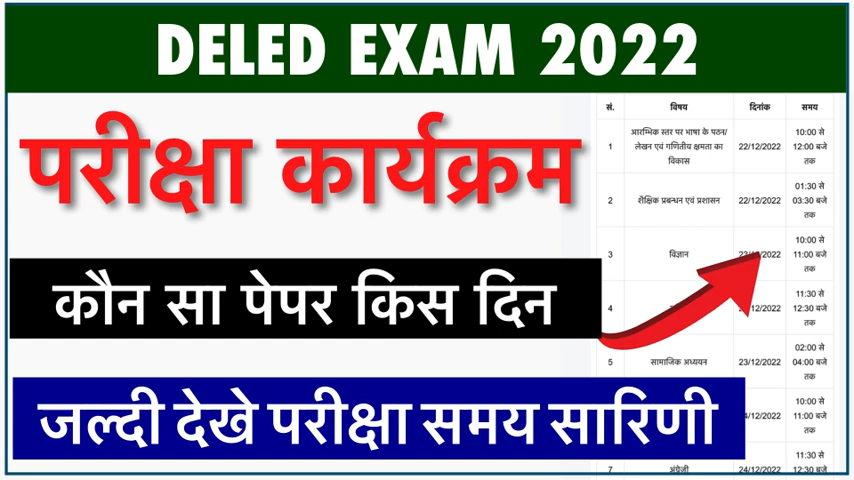 DELED EXAM 2022
परीक्षा कार्यक्रम
कौन सा पेपर किस दिन
जल्दी देखे परीक्षा समय सारिणी
सं. विषय दिनांक समय
1 आरम्भिक स्तर पर भाषा के पठन/ 22/12/2022 10:00 से
लेखन एवं गणितीय क्षमता का 12:00 बजे
विकास तक
2 शैक्षिक प्रबन्धन एवं प्रशासन 22/12/2022 01:30 से
03:30 बजे
तक
3 विज्ञान 10:00 से
11:00 बजे
तक
4 11:30 से
12:30 बजे
तक
5 सामाजिक अध्ययन 23/12/2022 02:00 से
04:00 बजे
तक
10:00 से
11:00 बजे
तक
7 अंग्रेजी 24/12/2022 11:30 से
12:30 बजे